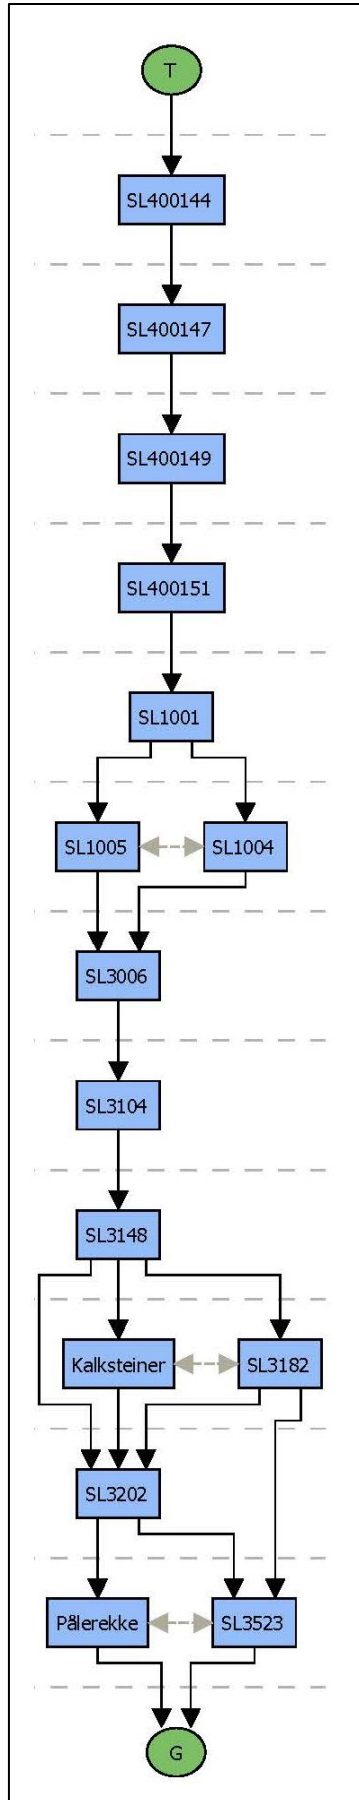 T
SL400144
SL400147
SL400149
SL400151
SL1001
SL1005
SL1004
SL3006
SL3104
SL3148
Kalksteiner
SL3182
SL3202
Pålerekke
SL3523
G